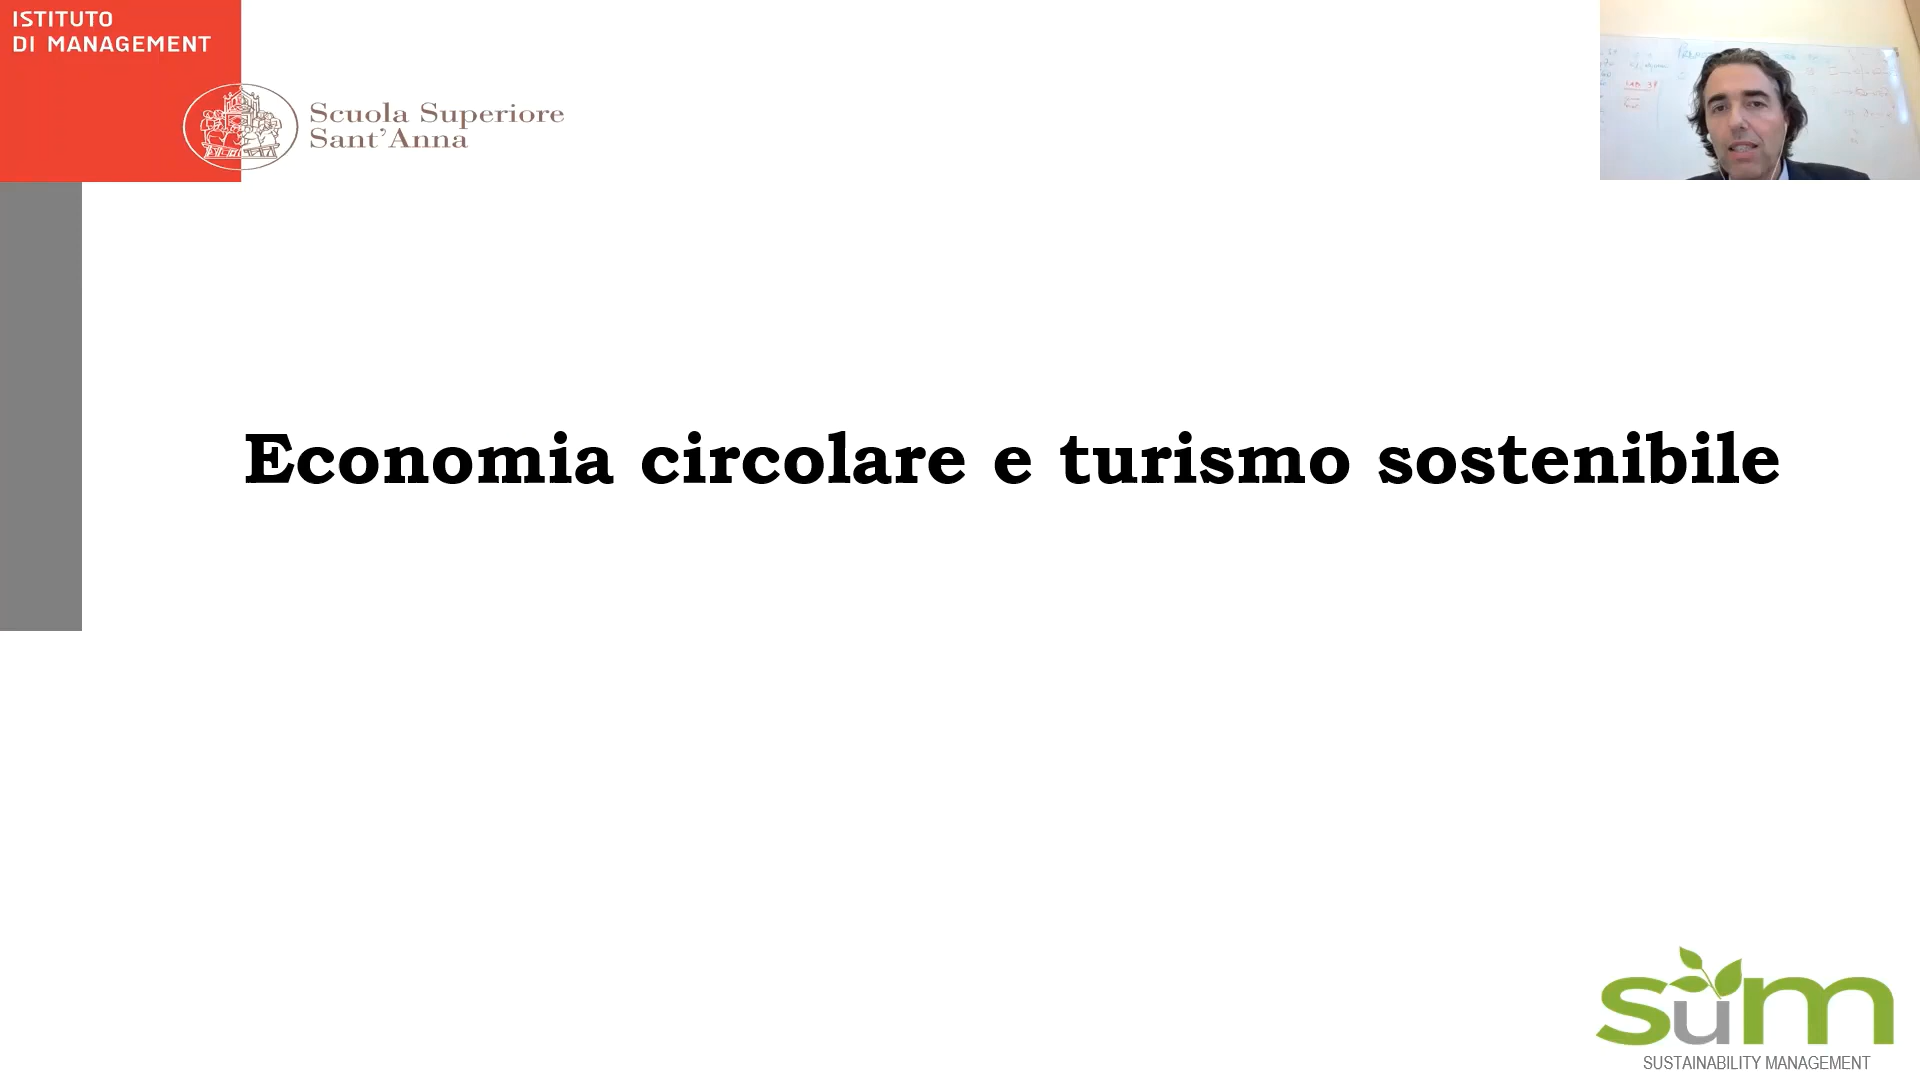 ISTITUTO
DI MANAGEMENT
Scuola Superiore
Sant'Anna
Economia circolare e turismo sostenibile
sum
SUSTAINABILITY MANAGEMENT